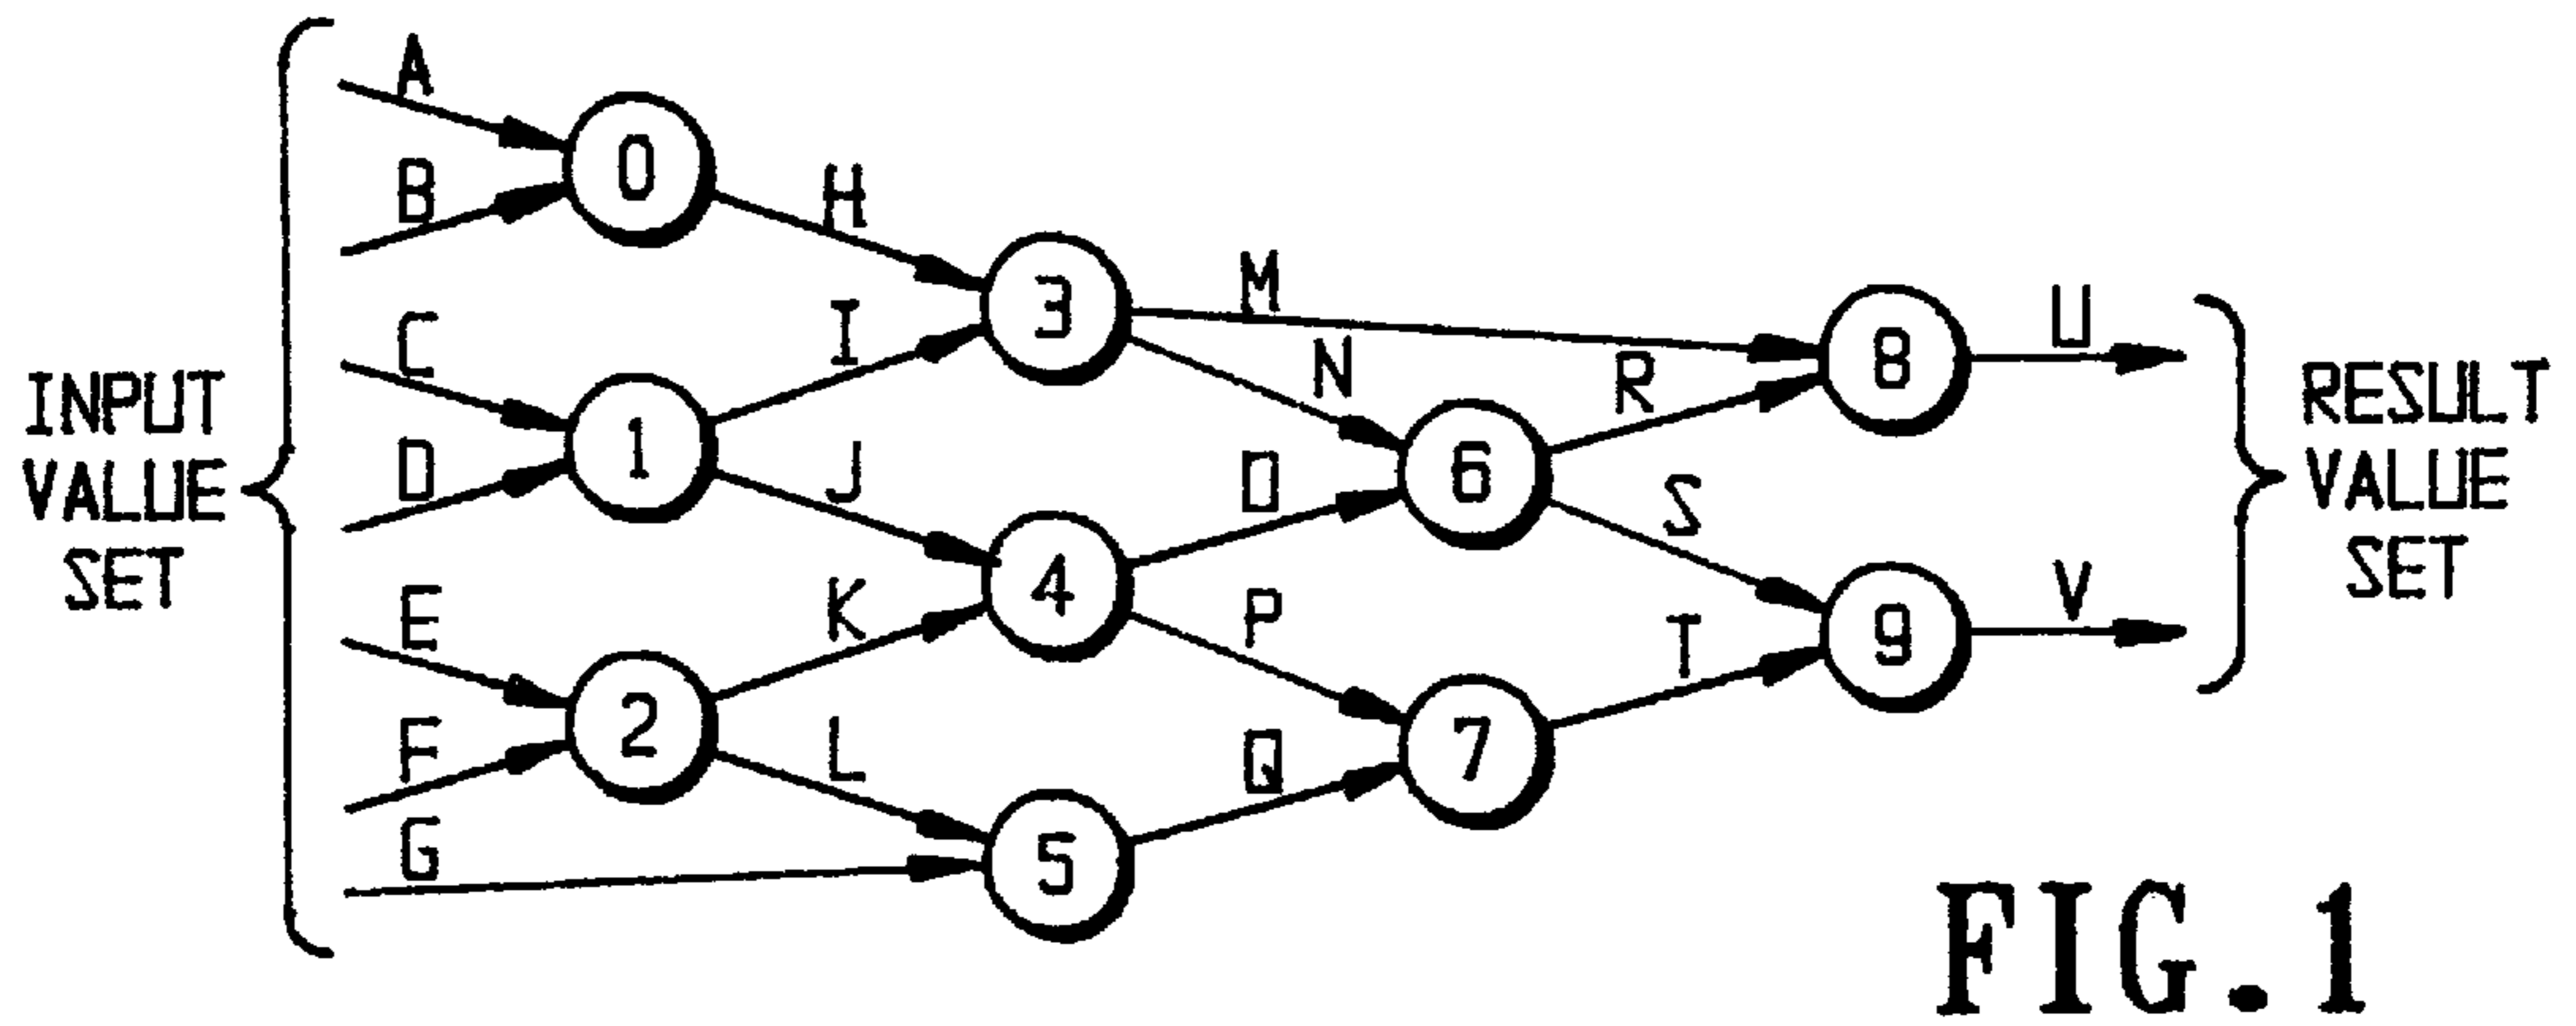 INPUT
VALUE
SET
A
B
C
D
E
F
G
0
1
2
H
I
J
K
L
3
4
5
M
N
O
P
Q
6
7
R
S
T
8
9
U
V
RESULT
VALUE
SET
FIG.1